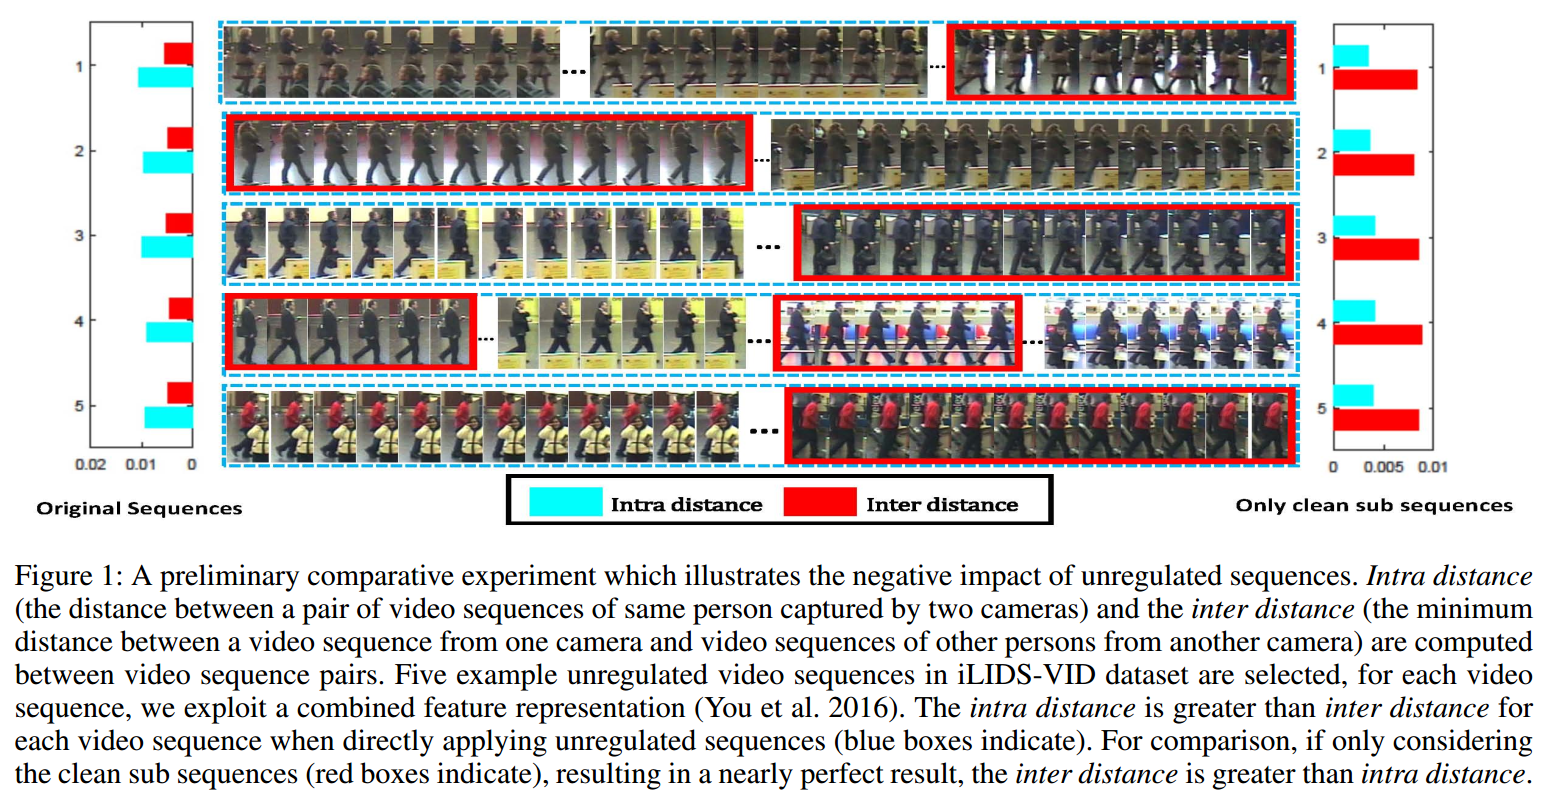 1
2
3
4
5
0.02 0.01 0
Original Sequences
...
...
...
...
...
...
...
...
Intra distance Inter distance
1
2
3
4
5
0 0.005 0.01
Only clean sub sequences
Figure 1: A preliminary comparative experiment which illustrates the negative impact of unregulated sequences. Intra distance
(the distance between a pair of video sequences of same person captured by two cameras) and the inter distance (the minimum
distance between a video sequence from one camera and video sequences of other persons from another camera) are computed
between video sequence pairs. Five example unregulated video sequences in iLIDS-VID dataset are selected, for each video
sequence, we exploit a combined feature representation (You et al. 2016). The intra distance is greater than inter distance for
each video sequence when directly applying unregulated sequences (blue boxes indicate). For comparison, if only considering
the clean sub sequences (red boxes indicate), resulting in a nearly perfect result, the inter distance is greater than intra distance.